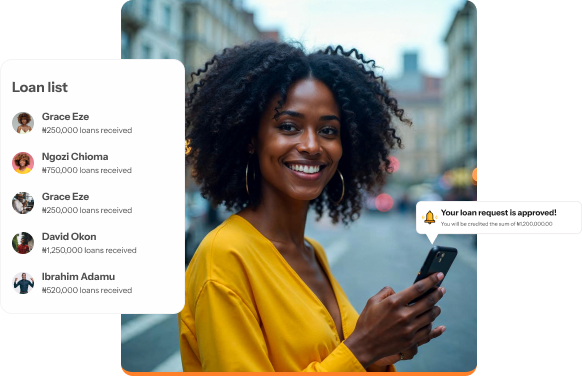 Loan list
Grace Eze
₦250,000 loans received
Ngozi Chioma
₦750,000 loans received
Grace Eze
₦250,000 loans received
David Okon
₦1,250,000 loans received
Ibrahim Adamu
₦520,000 loans received
Your loan request is approved!
You will be credited the sum of ₦1,200,000.00